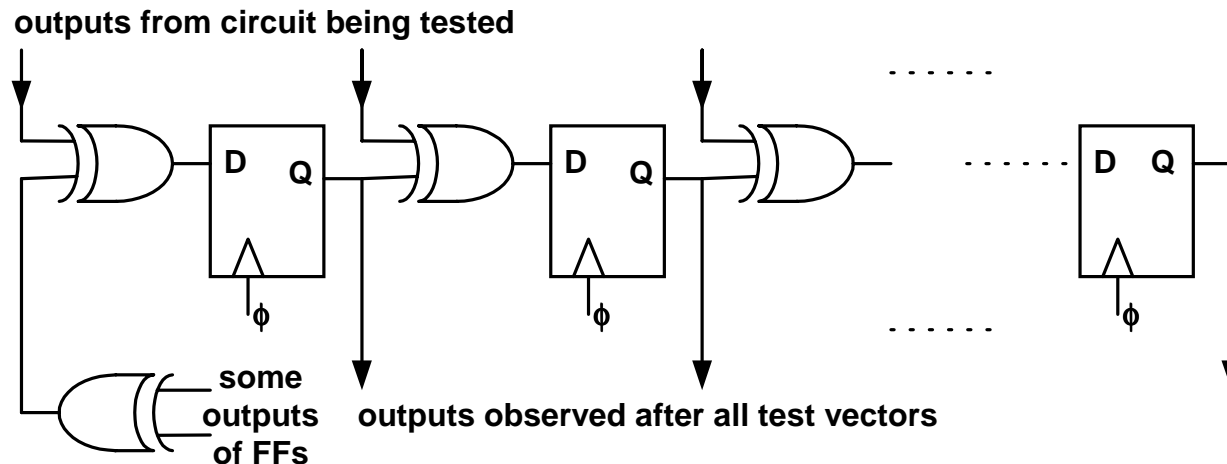 outputs from circuit being tested
D Q
D Q
D Q
ϕ
ϕ
ϕ
some
outputs
of FFs
outputs observed after all test vectors